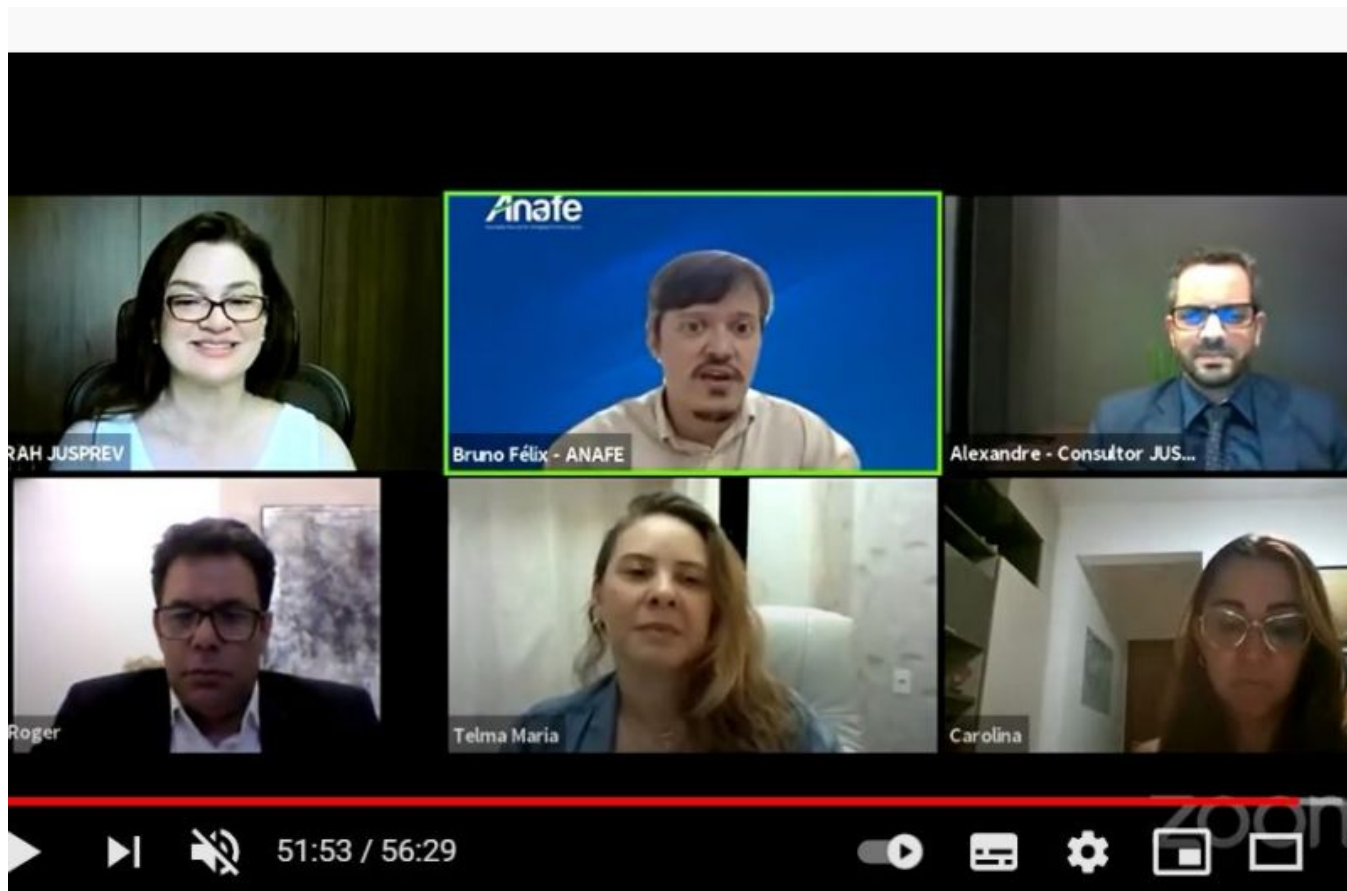 Anafe
RAH JUSPREV
Bruno Félix - ANAFE
Alexandre - Consultor JUS...
Roger
Telma Maria
Carolina
zoom
51:53 / 56:29